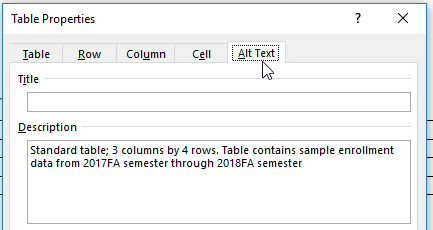 Table Properties ?
Table Row Column Cell Alt Text
Title
Description
Standard table; 3 columns by 4 rows. Table contains sample enrollment
data from 2017FA semester through 2018FA semester